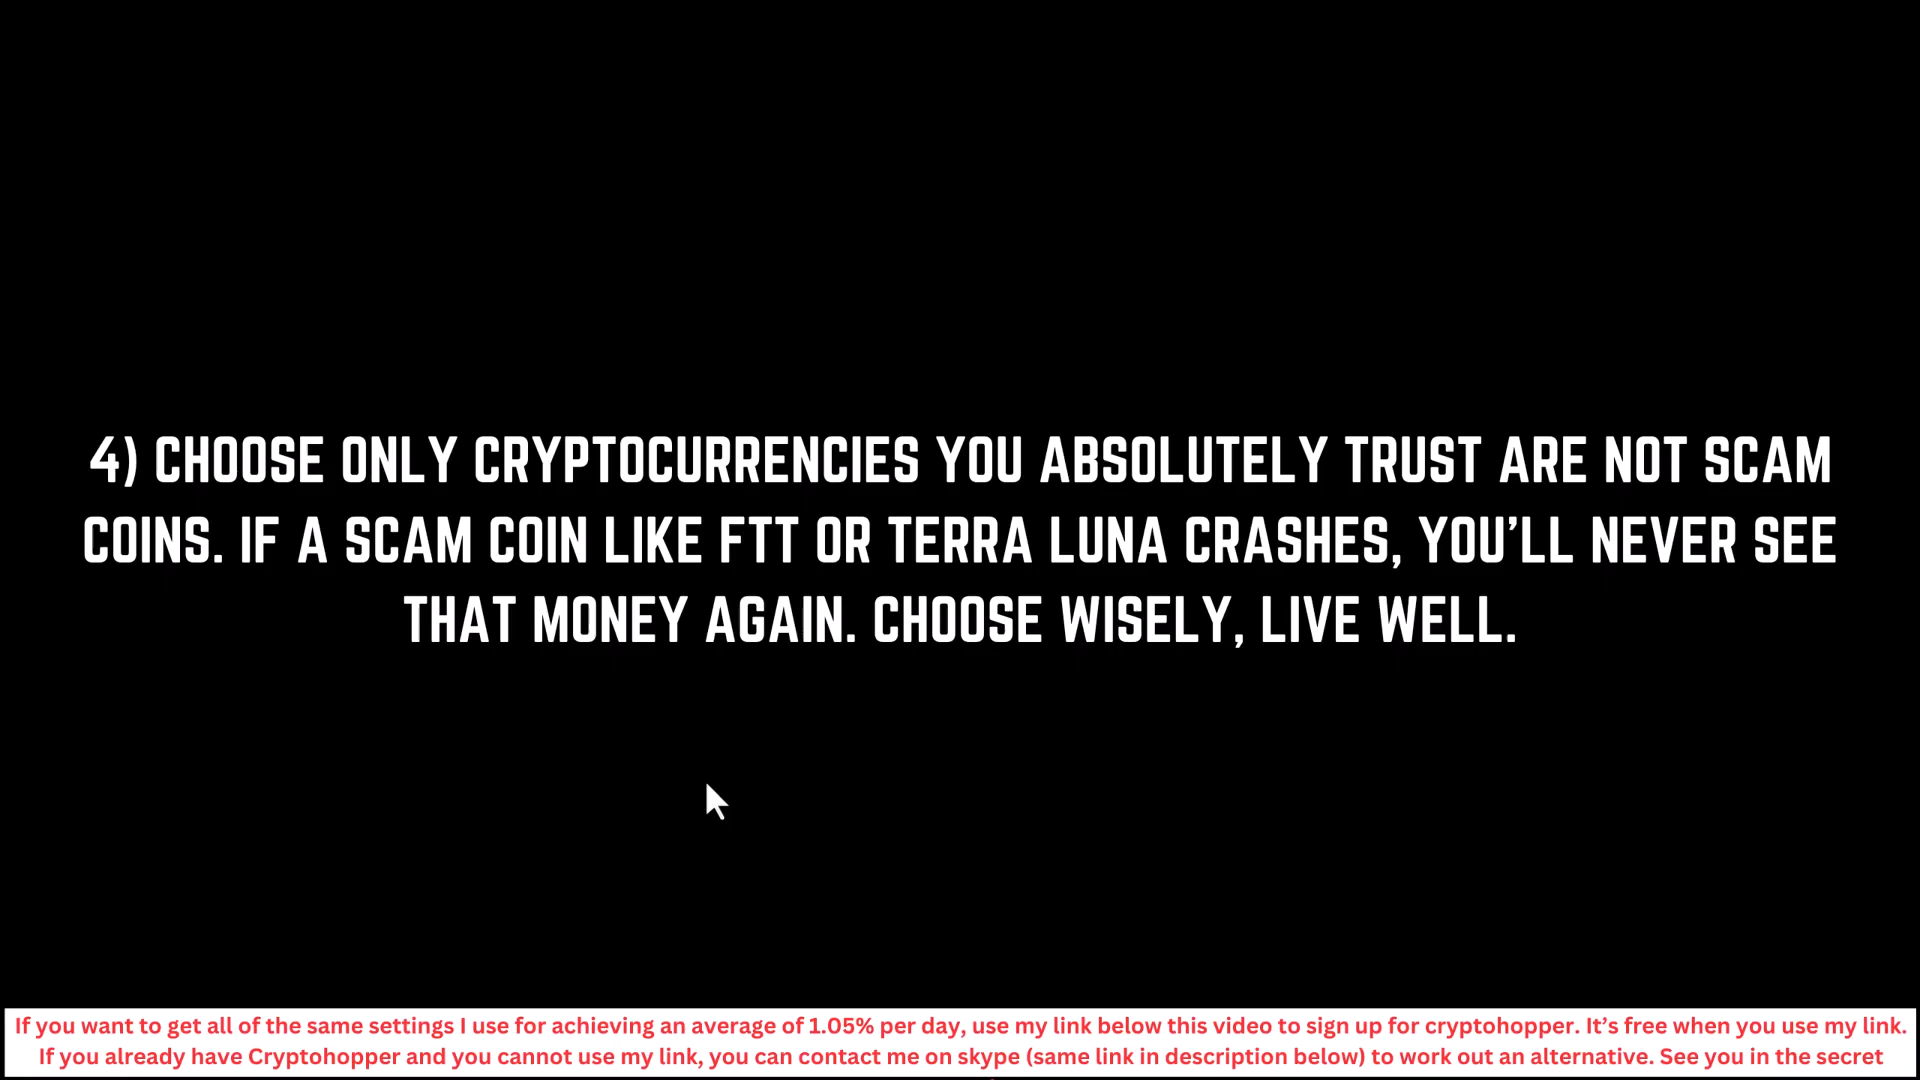 4) CHOOSE ONLY CRYPTOCURRENCIES YOU ABSOLUTELY TRUST ARE NOT SCAM
COINS. IF A SCAM COIN LIKE FTT OR TERRA LUNA CRASHES, YOU'LL NEVER SEE
THAT MONEY AGAIN. CHOOSE WISELY, LIVE WELL.
If you want to get all of the same settings I use for achieving an average of 1.05% per day, use my link below this video to sign up for cryptohopper. It's free when you use my link.
If you already have Cryptohopper and you cannot use my link, you can contact me on skype (same link in description below) to work out an alternative. See you in the secret